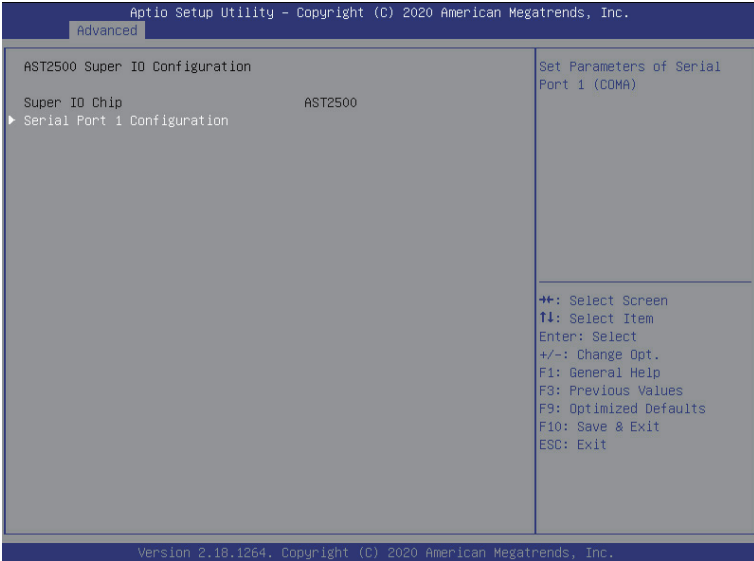 Aptio Setup Utility – Copyright (C) 2020 American Megatrends, Inc.
Advanced
AST2500 Super IO Configuration
Super IO Chip AST2500
Serial Port 1 Configuration
Set Parameters of Serial
Port 1 (COMA)
→←: Select Screen
↑↓: Select Item
Enter: Select
+/-: Change Opt.
F1: General Help
F3: Previous Values
F9: Optimized Defaults
F10: Save & Exit
ESC: Exit
Version 2.18.1264. Copyright (C) 2020 American Megatrends, Inc.